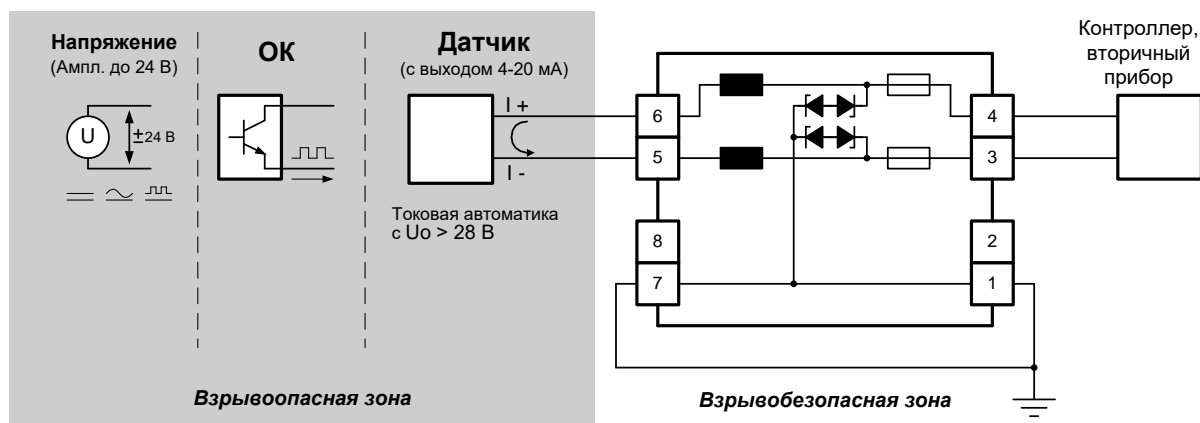 Напряжение
(Ампл. до 24 В)
U
±24 В
ОК
Датчик
(с выходом 4-20 мА)
I +
I -
Токовая автоматика
с Uo > 28 В
6
5
8
7
4
3
2
1
Контроллер,
вторичный
прибор
Взрывоопасная зона
Взрывобезопасная зона